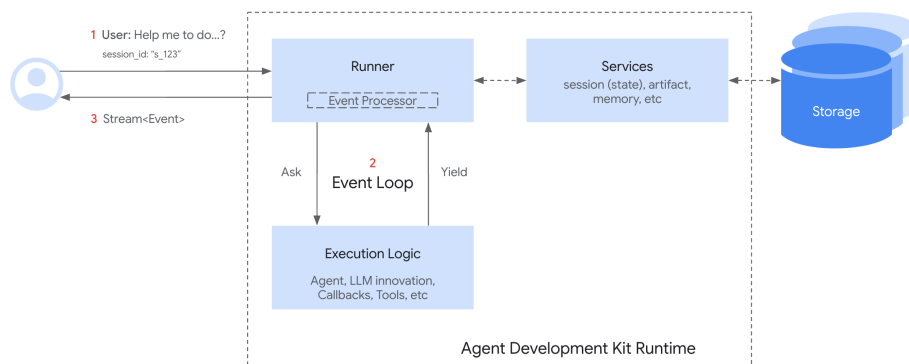 1 User: Help me to do...?
session_id: "s_123"
3 Stream<Event>
Runner
Event Processor
Services
session (state), artifact,
memory, etc
Storage
Ask
2
Event Loop
Yield
Execution Logic
Agent, LLM innovation,
Callbacks, Tools, etc
Agent Development Kit Runtime